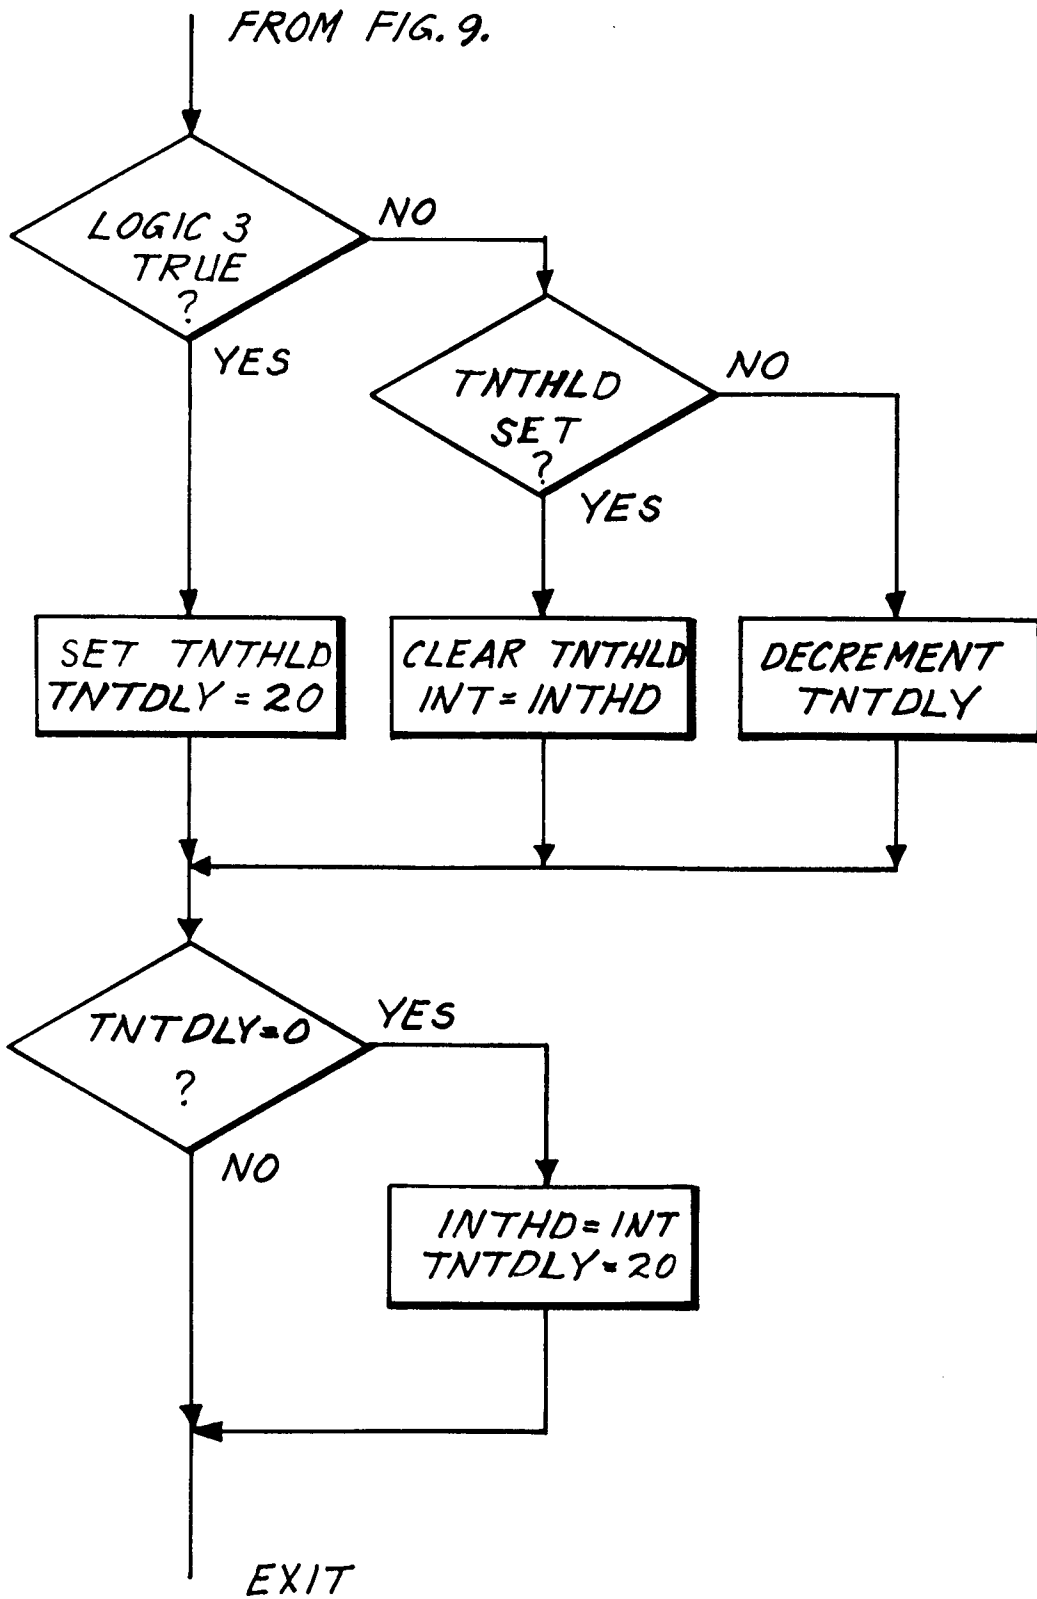 FROM FIG. 9.
LOGIC 3
TRUE
?
NO
YES
TNTHLD
SET
?
NO
YES
SET TNTHLD
TNTDLY = 20
CLEAR TNTHLD
INT = INTHD
DECREMENT
TNTDLY
TNTDLY=0
?
YES
NO
INTHD = INT
TNTDLY = 20
EXIT